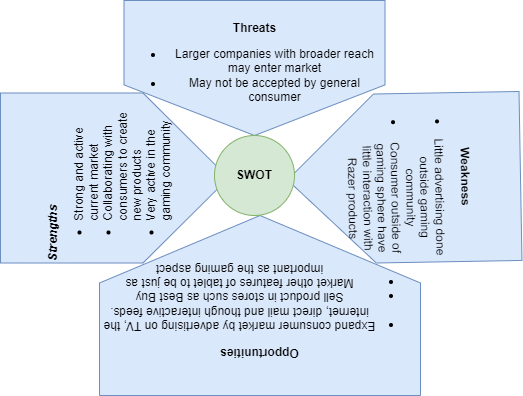 Threats
Larger companies with broader reach
may enter market
May not be accepted by general
consumer
Strengths
Strong and active
current market
Collaborating with
consumers to create
new products
Very active in the
gaming community
SWOT
Weakness
Little advertising done
outside gaming
community
Consumer outside of
gaming sphere have
little interaction with
Razer products
Opportunities
Expand consumer market by advertising on TV, the
internet, direct mail and though interactive feeds.
Sell product in stores such as Best Buy
Market other features of tablet to be just as
important as the gaming aspect